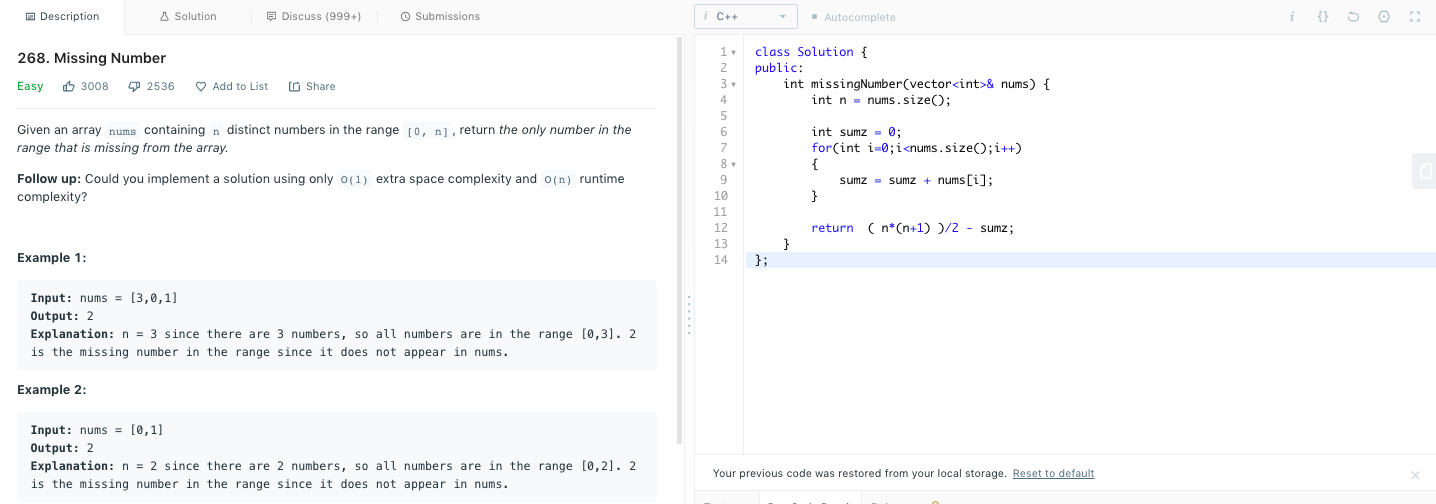 Description
Solution
Discuss (999+)
Submissions
i C++
Autocomplete
i {}
268. Missing Number
Easy 3008 2536 Add to List Share
Given an array nums containing n distinct numbers in the range [0, n], return the only number in the
range that is missing from the array.
Follow up: Could you implement a solution using only O(1) extra space complexity and O(n) runtime
complexity?
Example 1:
Input: nums = [3,0,1]
Output: 2
Explanation: n = 3 since there are 3 numbers, so all numbers are in the range [0,3]. 2
is the missing number in the range since it does not appear in nums.
Example 2:
Input: nums = [0,1]
Output: 2
Explanation: n = 2 since there are 2 numbers, so all numbers are in the range [0,2]. 2
is the missing number in the range since it does not appear in nums.
1 class Solution {
2 public:
3 int missingNumber(vector<int>& nums) {
4 int n = nums.size();
5
6 int sumz = 0;
7 for(int i=0;i<nums.size();i++)
8 {
9 sumz = sumz + nums[i];
10 }
11
12 return ( n*(n+1) )/2 - sumz;
13 }
14 };
Your previous code was restored from your local storage. Reset to default